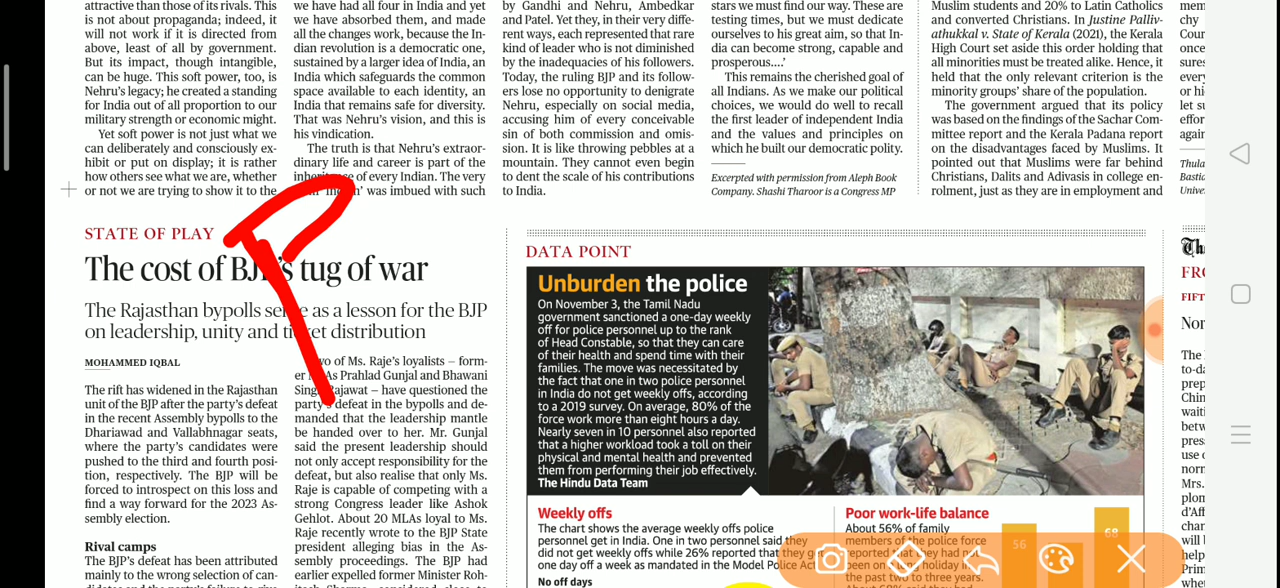 attractive than those of its rivals. This
is not about propaganda; indeed, it
will not work if it is directed from
above, least of all by government.
But its impact, though intangible,
can be huge. This soft power, too, is
Nehru's legacy; he created a standing
for India out of all proportion to our
military strength or economic might.
Yet soft power is not just what we
can deliberately and consciously ex-
hibit or put on display; it is rather
how others see what we are, whether
or not we are trying to show it to the
we have had all four in India and yet
we have absorbed them, and made
all the changes work, because the In-
dian revolution is a democratic one,
sustained by a larger idea of India, an
India which safeguards the common
space available to each identity, an
India that remains safe for diversity.
That was Nehru's vision, and this is
his vindication.
The truth is that Nehru's extraor-
dinary life and career is part of the
inheritance of every Indian. The very
was imbued with such
by Gandhi and Nehru, Ambedkar
and Patel. Yet they, in their very diffe-
rent ways, each represented that rare
kind of leader who is not diminished
by the inadequacies of his followers.
Today, the ruling BJP and its follow-
ers lose no opportunity to denigrate
Nehru, especially on social media,
accusing him of every conceivable
sin of both commission and omis-
sion. It is like throwing pebbles at a
mountain. They cannot even begin
to dent the scale of his contributions
to India.
stars we must find our way. These are
testing times, but we must dedicate
ourselves to his great aim, so that In-
dia can become strong, capable and
prosperous....'
This remains the cherished goal of
all Indians. As we make our political
choices, we would do well to recall
the first leader of independent India
and the values and principles on
which he built our democratic polity.
Excerpted with permission from Aleph Book
Company. Shashi Tharoor is a Congress MP
Muslim students and 20% to Latin Catholics
and converted Christians. In Justine Palliv-
athukkal v. State of Kerala (2021), the Kerala
High Court set aside this order holding that
all minorities must be treated alike. Hence, it
held that the only relevant criterion is the
minority groups' share of the population.
The government argued that its policy
was based on the findings of the Sachar Com-
mittee report and the Kerala Padana report
on the disadvantages faced by Muslims. It
pointed out that Muslims were far behind
Christians, Dalits and Adivasis in college en-
rolment, just as they are in employment and
STATE OF PLAY
The cost of BJP's tug of war
The Rajasthan bypolls serve as a lesson for the BJP
on leadership, unity and ticket distribution
MOHAMMED IQBAL
The rift has widened in the Rajasthan
unit of the BJP after the party's defeat
in the recent Assembly bypolls to the
Dhariawad and Vallabhnagar seats,
where the party's candidates were
pushed to the third and fourth posi-
tion, respectively. The BJP will be
forced to introspect on this loss and
find a way forward for the 2023 As-
sembly election.
Rival camps
The BJP's defeat has been attributed
mainly to the wrong selection of can-
two of Ms. Raje's loyalists – form-
er MLAs Prahlad Gunjal and Bhawani
Singh Rajawat – have questioned the
party's defeat in the bypolls and de-
manded that the leadership mantle
be handed over to her. Mr. Gunjal
said the present leadership should
not only accept responsibility for the
defeat, but also realise that only Ms.
Raje is capable of competing with a
strong Congress leader like Ashok
Gehlot. About 20 MLAs loyal to Ms.
Raje recently wrote to the BJP State
president alleging bias in the As-
sembly proceedings. The BJP had
earlier expelled former Minister Roh-
DATA POINT
Unburden the police
On November 3, the Tamil Nadu
government sanctioned a one-day weekly
off for police personnel up to the rank
of Head Constable, so that they can care
of their health and spend time with their
families. The move was necessitated by
the fact that one in two police personnel
in India do not get weekly offs, according
to a 2019 survey. On average, 80% of the
force work more than eight hours a day.
Nearly seven in 10 personnel also reported
that a higher workload took a toll on their
physical and mental health and prevented
them from performing their job effectively.
The Hindu Data Team
Weekly offs
The chart shows the average weekly offs police
personnel get in India. One in two personnel said they
did not get weekly offs while 26% reported that they get
one day off a week as mandated in the Model Police Act
No off days
Poor work-life balance
About 56% of family
members of the police force
reported that they had not
been on a long holiday in
the past two to three years.
56
68